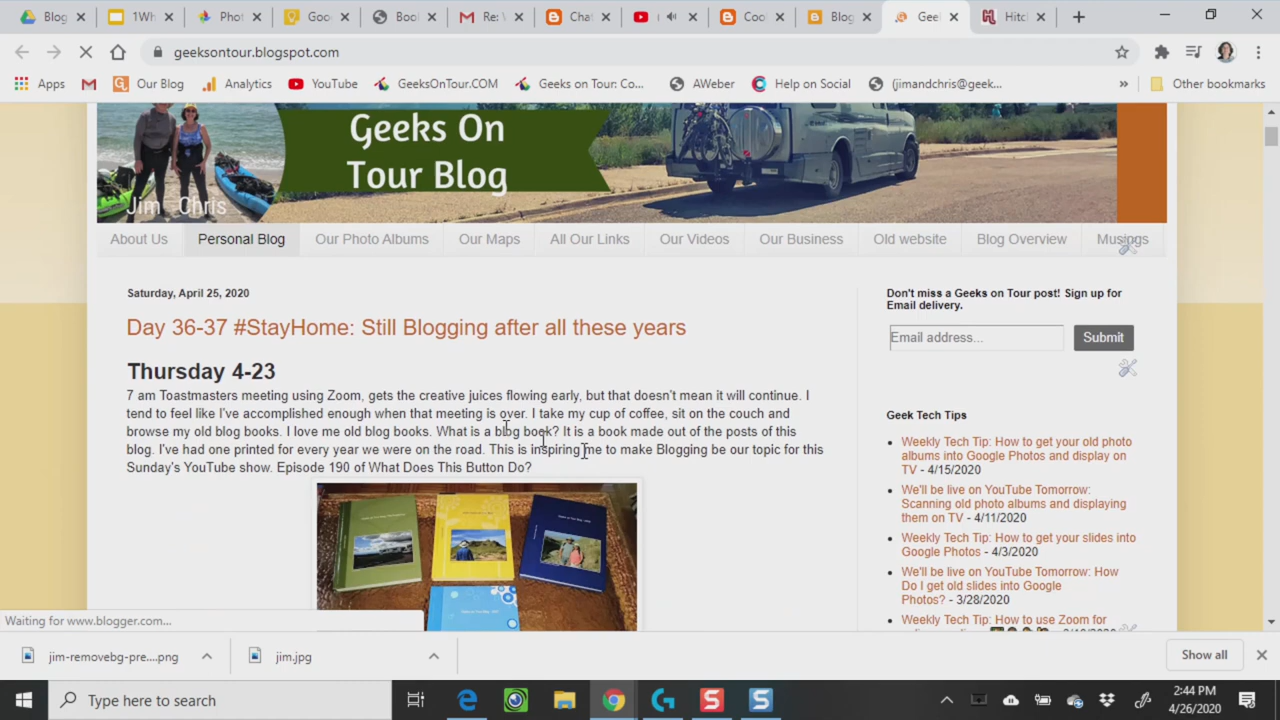 Blog
1Wh
Phot
Goo
Bool
Re: V
Chat
Coo
Blog
Geel
Hitcl
geeksontour.blogspot.com
Apps
Our Blog
Analytics
YouTube
GeeksOnTour.COM
Geeks on Tour: Co...
AWeber
Help on Social
(jimandchris@geek...
»
Other bookmarks
Geeks On
Tour Blog
Jim Chris
About Us
Personal Blog
Our Photo Albums
Our Maps
All Our Links
Our Videos
Our Business
Old website
Blog Overview
Musings
Saturday, April 25, 2020
Day 36-37 #StayHome: Still Blogging after all these years
Thursday 4-23
7 am Toastmasters meeting using Zoom, gets the creative juices flowing early, but that doesn't mean it will continue. I
tend to feel like I've accomplished enough when that meeting is over. I take my cup of coffee, sit on the couch and
browse my old blog books. I love me old blog books. What is a blog book? It is a book made out of the posts of this
blog. I've had one printed for every year we were on the road. This is inspiring me to make Blogging be our topic for this
Sunday's YouTube show. Episode 190 of What Does This Button Do?
Don't miss a Geeks on Tour post! Sign up for
Email delivery.
Email address...
Submit
Geek Tech Tips
Weekly Tech Tip: How to get your old photo
albums into Google Photos and display on
TV - 4/15/2020
We'll be live on YouTube Tomorrow:
Scanning old photo albums and displaying
them on TV - 4/11/2020
Weekly Tech Tip: How to get your slides into
Google Photos - 4/3/2020
We'll be live on YouTube Tomorrow: How
Do I get old slides into Google
Photos? - 3/28/2020
Weekly Tech Tip: How to use Zoom for
Waiting for www.blogger.com...
jim-removebg-pre....png
jim.jpg
Show all
Type here to search
2:44 PM
4/26/2020